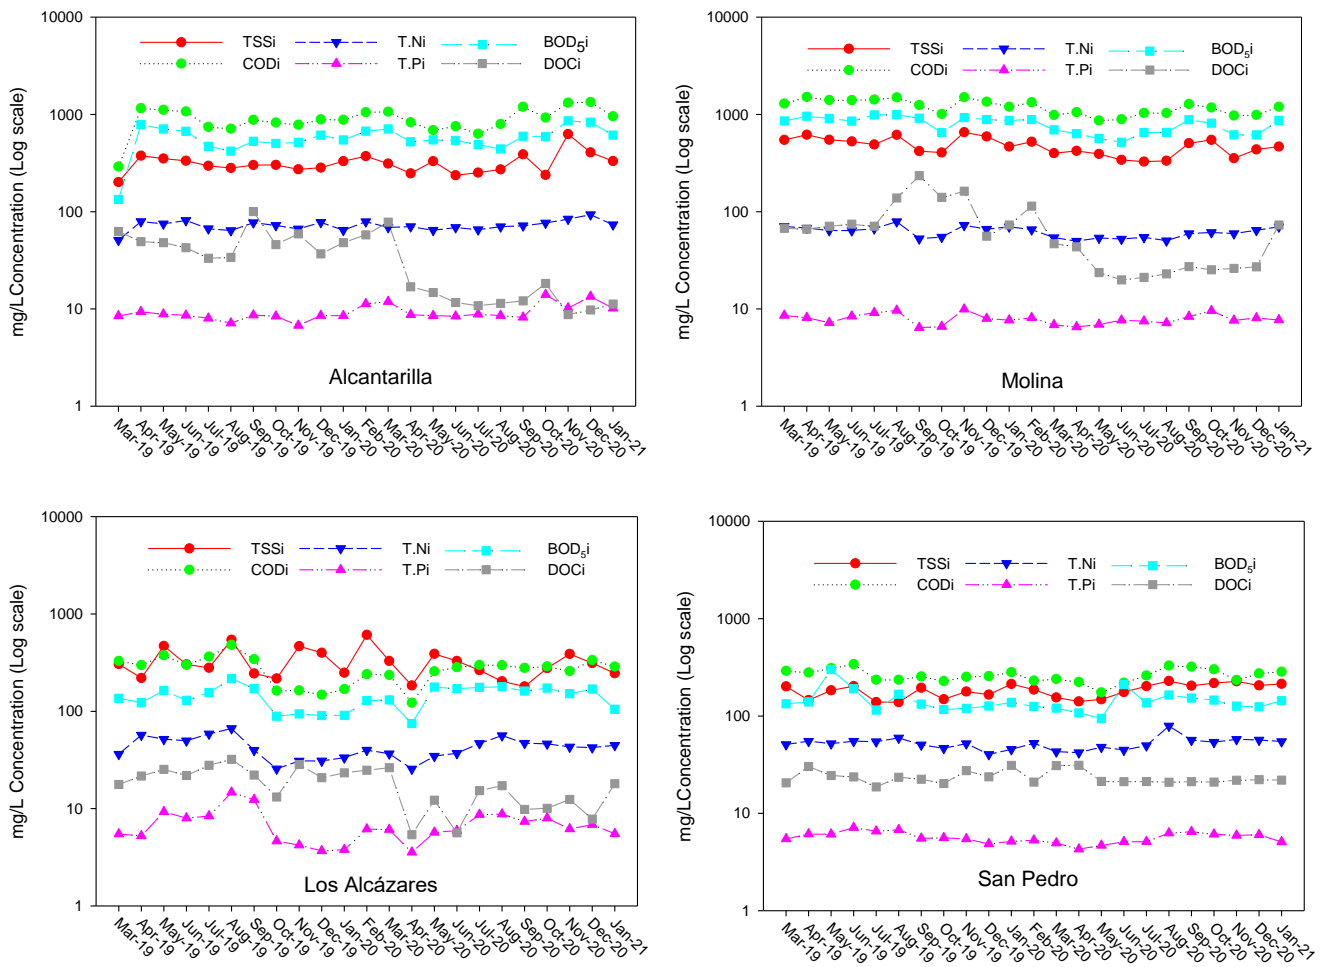 10000
1000
100
10
1
mg/L Concentration (Log scale)
TSSi
T.Ni
BOD5i
CODi
T.Pi
DOCi
Alcantarilla
Mar-19
Apr-19
May-19
Jun-19
Jul-19
Aug-19
Sep-19
Oct-19
Nov-19
Dec-19
Jan-20
Feb-20
Mar-20
Apr-20
May-20
Jun-20
Jul-20
Aug-20
Sep-20
Oct-20
Nov-20
Dec-20
Jan-21
10000
1000
100
10
1
mg/L Concentration (Log scale)
TSSi
T.Ni
BOD5i
CODi
T.Pi
DOCi
Molina
Mar-19
Apr-19
May-19
Jun-19
Jul-19
Aug-19
Sep-19
Oct-19
Nov-19
Dec-19
Jan-20
Feb-20
Mar-20
Apr-20
May-20
Jun-20
Jul-20
Aug-20
Sep-20
Oct-20
Nov-20
Dec-20
Jan-21
10000
1000
100
10
1
mg/L Concentration (Log scale)
TSSi
T.Ni
BOD5i
CODi
T.Pi
DOCi
Los Alcázares
Mar-19
Apr-19
May-19
Jun-19
Jul-19
Aug-19
Sep-19
Oct-19
Nov-19
Dec-19
Jan-20
Feb-20
Mar-20
Apr-20
May-20
Jun-20
Jul-20
Aug-20
Sep-20
Oct-20
Nov-20
Dec-20
Jan-21
10000
1000
100
10
1
mg/LConcentration (Log scale)
TSSi
T.Ni
BOD5i
CODi
T.Pi
DOCi
San Pedro
Mar-19
Apr-19
May-19
Jun-19
Jul-19
Aug-19
Sep-19
Oct-19
Nov-19
Dec-19
Jan-20
Feb-20
Mar-20
Apr-20
May-20
Jun-20
Jul-20
Aug-20
Sep-20
Oct-20
Nov-20
Dec-20
Jan-21